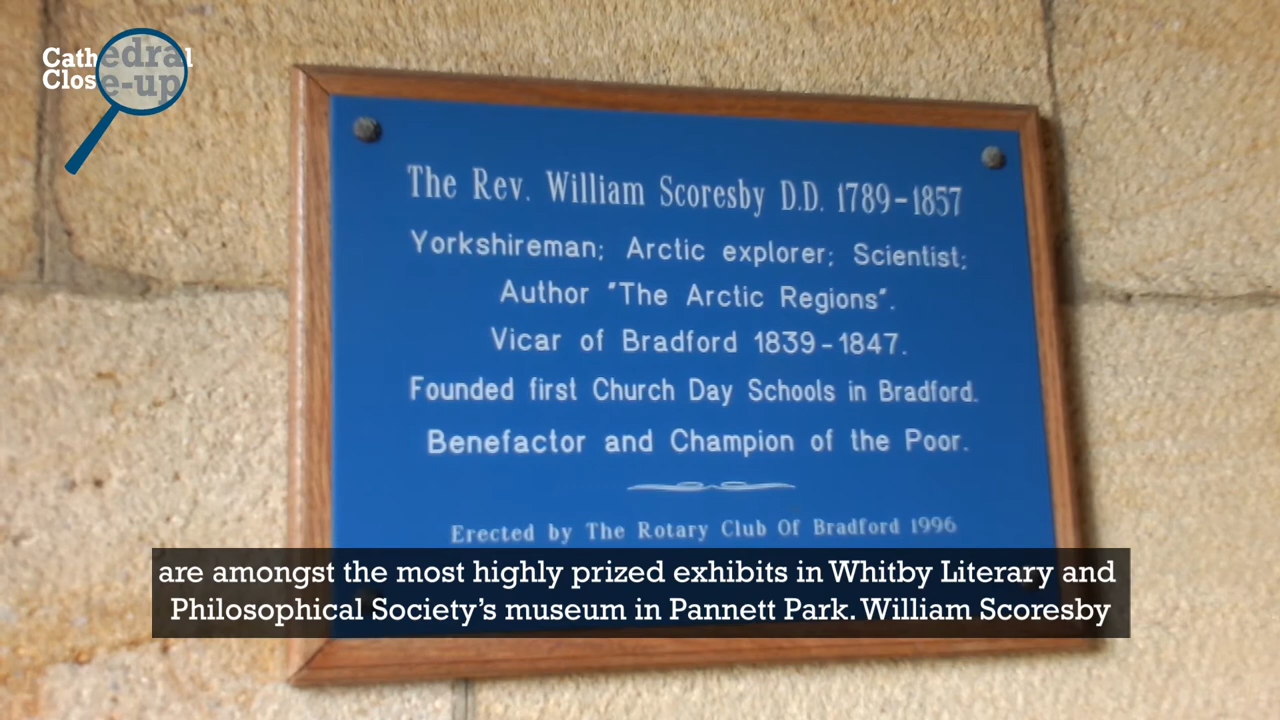 Cathedral
Close-up
The Rev. William Scoresby D.D. 1789-1857
Yorkshireman; Arctic explorer; Scientist;
Author "The Arctic Regions".
Vicar of Bradford 1839-1847.
Founded first Church Day Schools in Bradford.
Benefactor and Champion of the Poor.
Erected by The Rotary Club Of Bradford 1996
are amongst the most highly prized exhibits in Whitby Literary and
Philosophical Society's museum in Pannett Park. William Scoresby